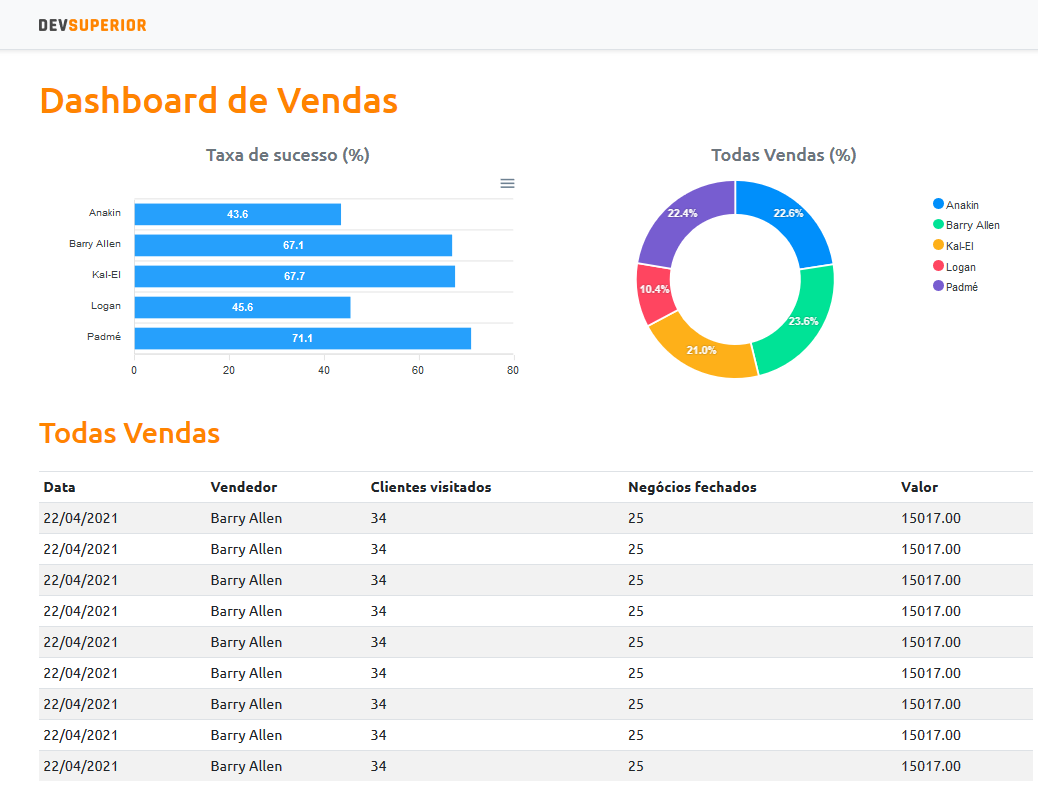 DEVSUPERIOR
Dashboard de Vendas
Taxa de sucesso (%)
Anakin 43.6
Barry Allen 67.1
Kal-El 67.7
Logan 45.6
Padmé 71.1
0 20 40 60 80
Todas Vendas (%)
22.4% 22.6%
10.4%
23.6%
21.0%
Anakin
Barry Allen
Kal-El
Logan
Padmé
Todas Vendas
Data Vendedor Clientes visitados Negócios fechados Valor
22/04/2021 Barry Allen 34 25 15017.00
22/04/2021 Barry Allen 34 25 15017.00
22/04/2021 Barry Allen 34 25 15017.00
22/04/2021 Barry Allen 34 25 15017.00
22/04/2021 Barry Allen 34 25 15017.00
22/04/2021 Barry Allen 34 25 15017.00
22/04/2021 Barry Allen 34 25 15017.00
22/04/2021 Barry Allen 34 25 15017.00
22/04/2021 Barry Allen 34 25 15017.00